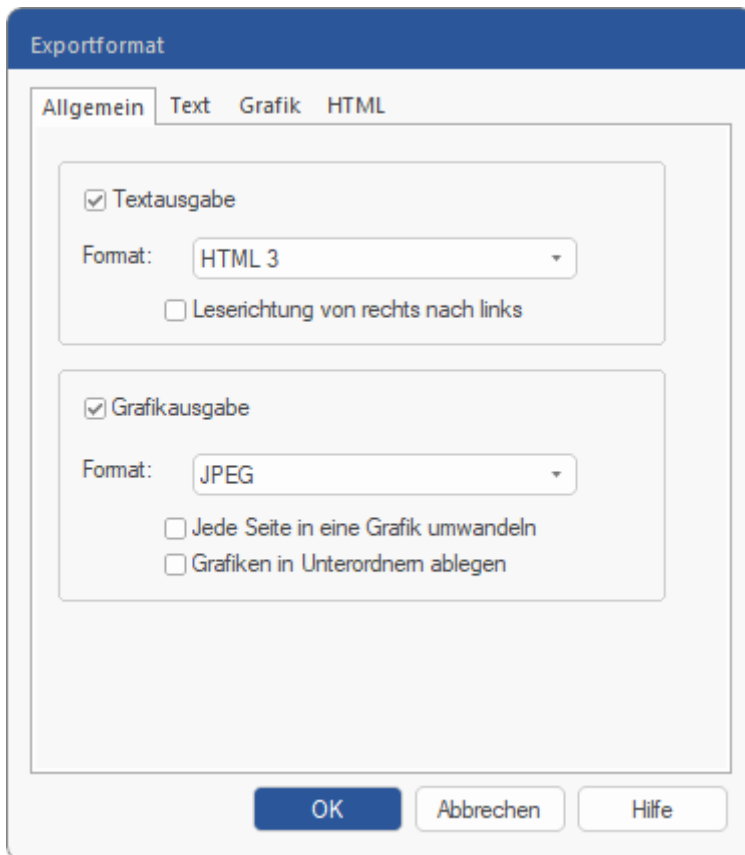 Exportformat
Allgemein Text Grafik HTML
Textausgabe
Format: HTML 3
Leserichtung von rechts nach links
Grafikausgabe
Format: JPEG
Jede Seite in eine Grafik umwandeln
Grafiken in Unterordnern ablegen
OK Abbrechen Hilfe